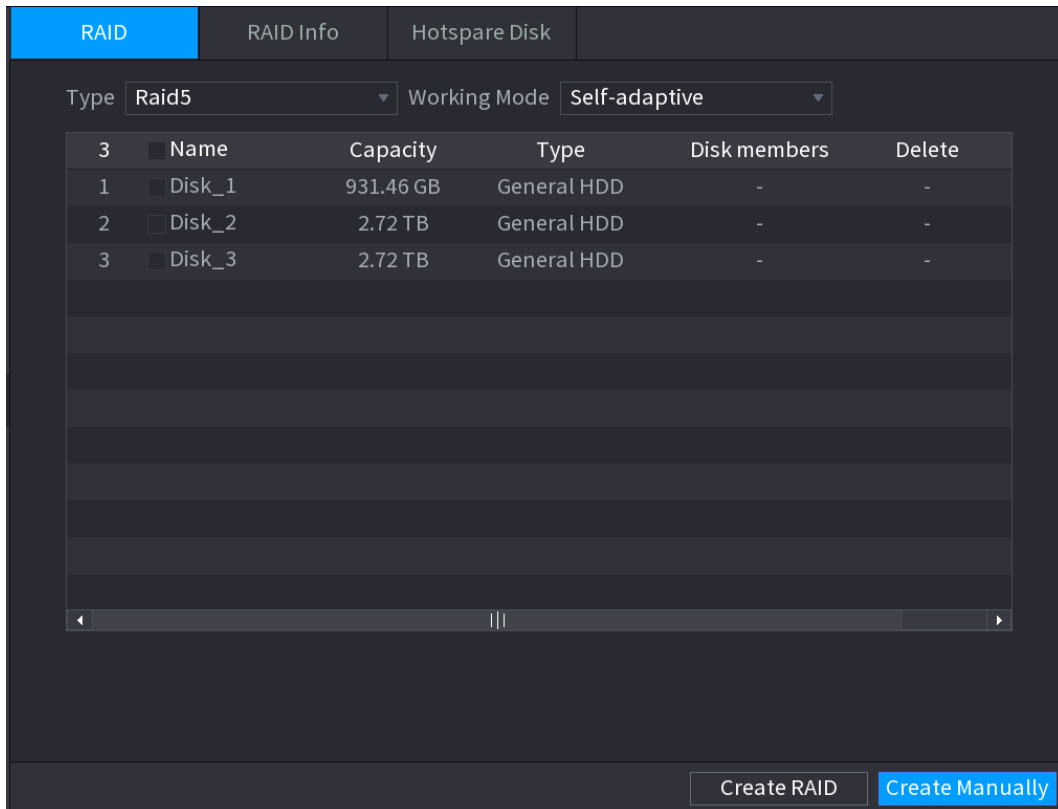 RAID RAID Info Hotspare Disk
Type Raid5 Working Mode Self-adaptive
3 Name Capacity Type Disk members Delete
1 Disk_1 931.46 GB General HDD - -
2 Disk_2 2.72 TB General HDD - -
3 Disk_3 2.72 TB General HDD - -
Create RAID Create Manually